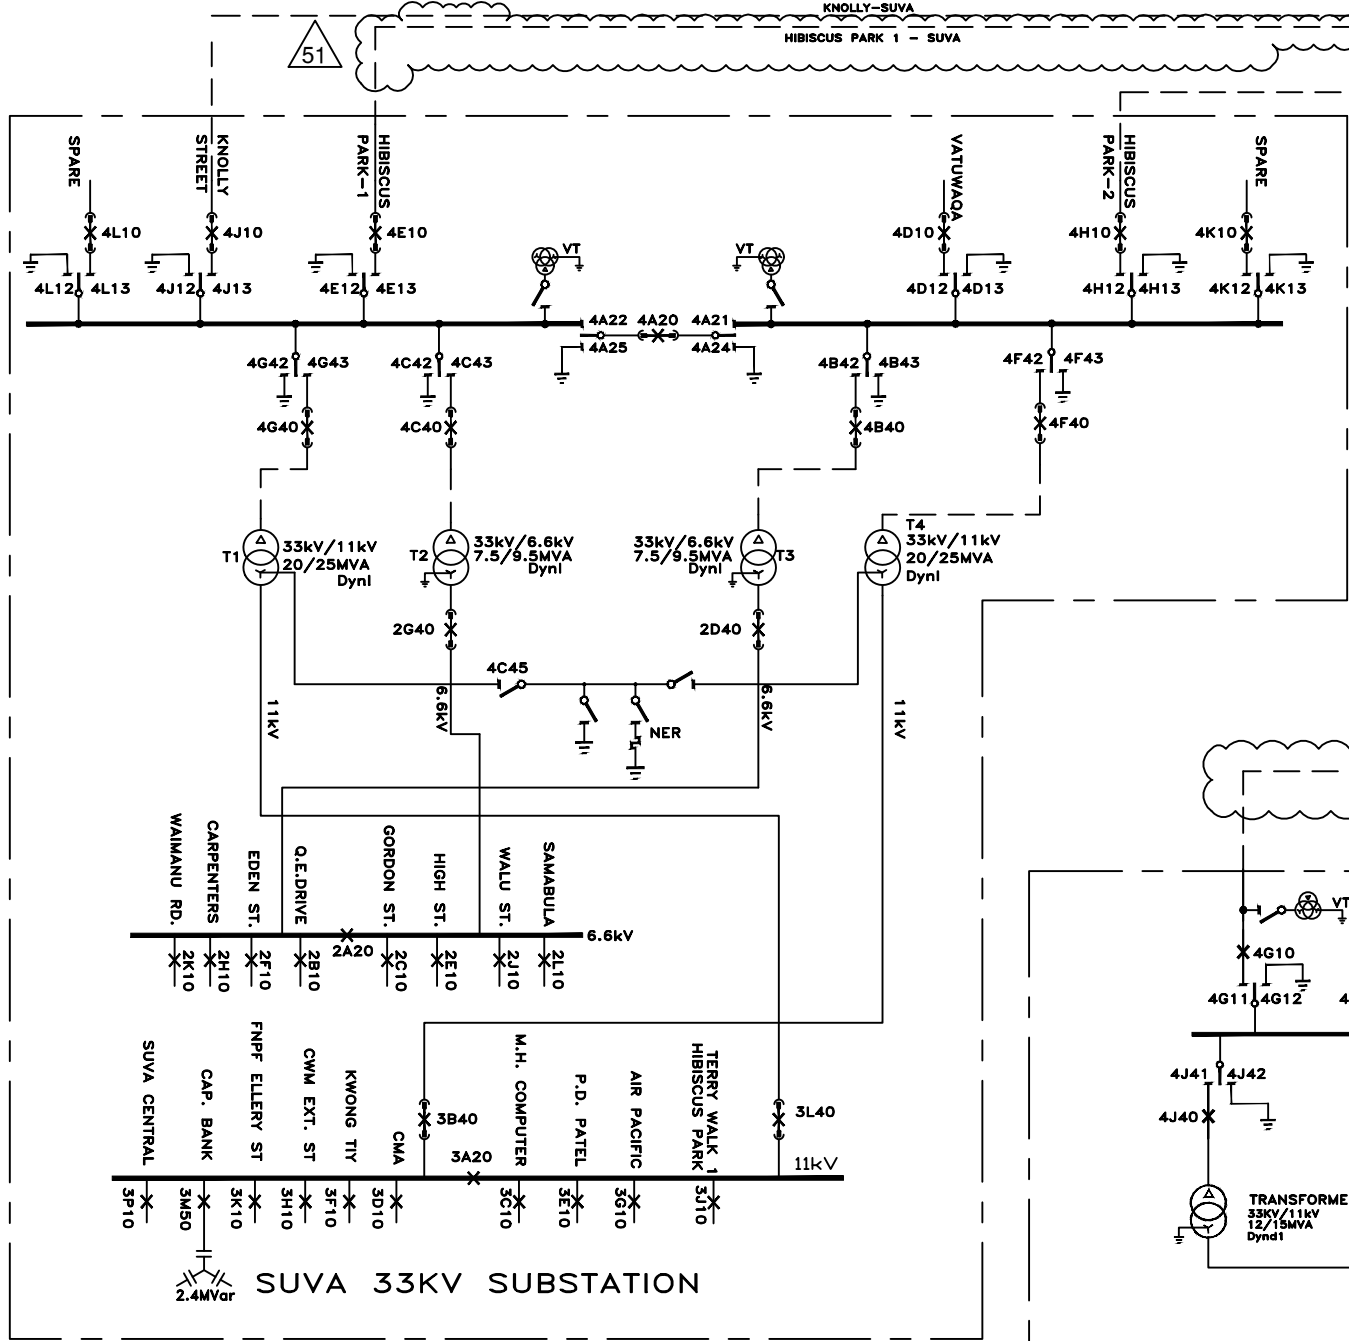 KNOLLY-SUVA
HIBISCUS PARK 1 - SUVA
51
SPARE
KNOLLY
STREET
HIBISCUS
PARK-1
VATUWAQA
HIBISCUS
PARK-2
SPARE
4L10
4J10
4E10
VT
VT
4D10
4H10
4K10
4L12
4L13
4J12
4J13
4E12
4E13
4D12
4D13
4H12
4H13
4K12
4K13
4A22
4A20
4A21
4A25
4A24
4G42
4G43
4C42
4C43
4B42
4B43
4F42
4F43
4G40
4C40
4B40
4F40
T1
33kV/11kV
20/25MVA
DynI
T2
33kV/6.6kV
7.5/9.5MVA
DynI
33kV/6.6kV
7.5/9.5MVA
DynI
T3
T4
33kV/11kV
20/25MVA
DynI
2G40
2D40
4C45
11kV
6.6kV
6.6kV
11kV
NER
WAIMANU RD.
CARPENTERS
EDEN ST.
Q.E.DRIVE
GORDON ST.
HIGH ST.
WALU ST.
SAMABULA
6.6kV
2A20
2K10
2H10
2F10
2B10
2C10
2E10
2J10
2L10
SUVA CENTRAL
CAP. BANK
FNPF ELLERY ST
CWM EXT. ST
KWONG TIY
CMA
M.H. COMPUTER
P.D. PATEL
AIR PACIFIC
TERRY WALK 1
HIBISCUS PARK
3B40
3L40
3A20
11kV
3P10
3M50
3K10
3H10
3F10
3D10
3C10
3E10
3G10
3J10
2.4MVar
SUVA 33KV SUBSTATION
VT
4G10
4G11
4G12
4
4J41
4J42
4J40
TRANSFORME
33KV/11kV
12/15MVA
Dynd1